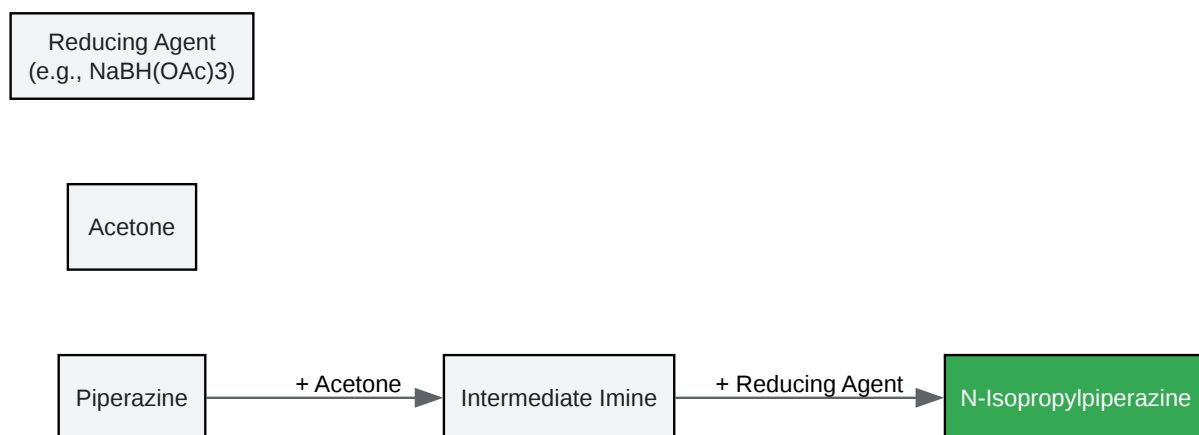 Reducing Agent
(e.g., NaBH(OAc)3)
Acetone
Piperazine
+ Acetone
Intermediate Imine
+ Reducing Agent
N-Isopropylpiperazine